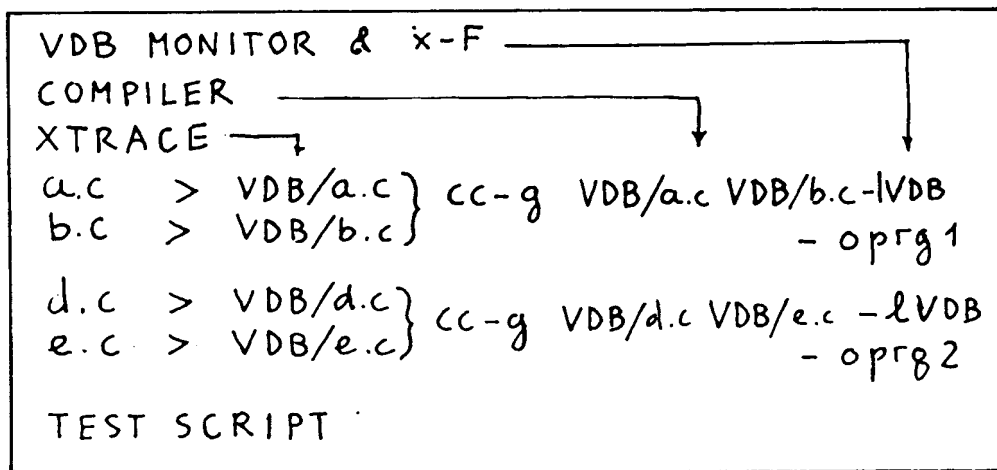 VDB MONITOR & X-F
COMPILER
XTRACE
a.c > VDB/a.c } cc-g VDB/a.c VDB/b.c-lVDB
b.c > VDB/b.c - oprg1
d.c > VDB/d.c } cc-g VDB/d.c VDB/e.c -lVDB
e.c > VDB/e.c - oprg2
TEST SCRIPT